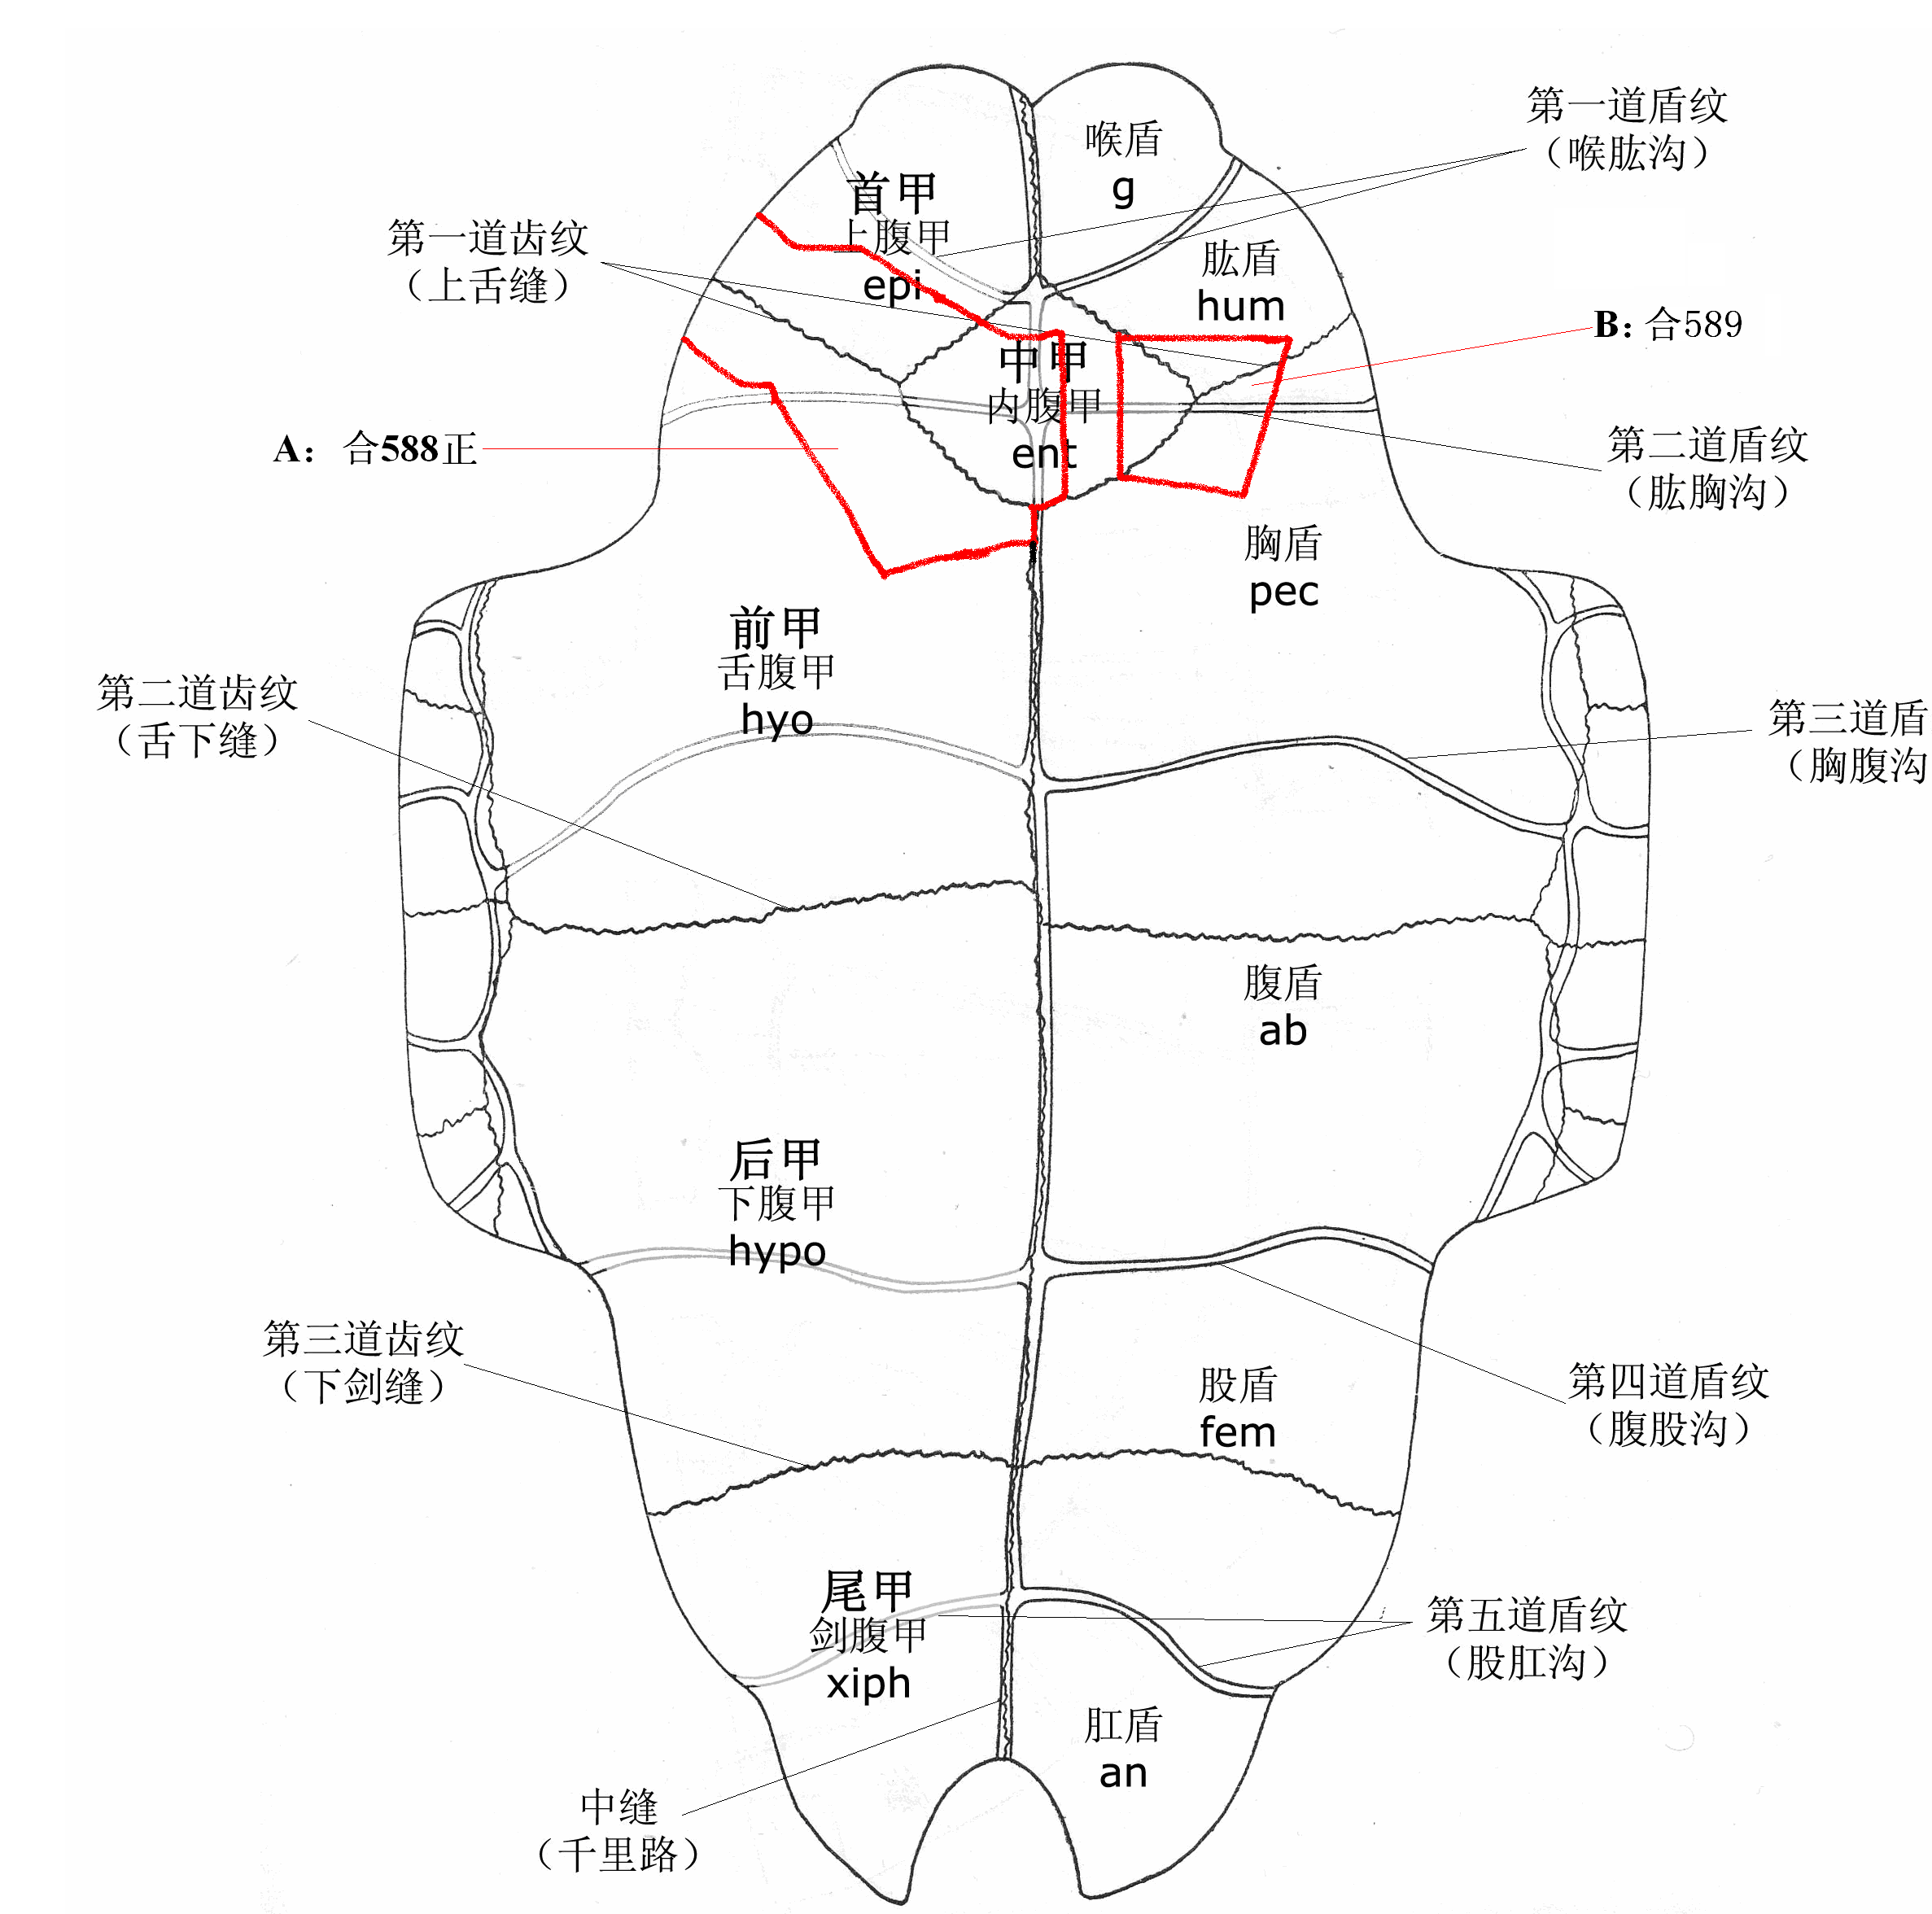 第一道盾纹
（喉肱沟）
喉盾
g
首甲
上腹甲
epi
第一道齿纹
（上舌缝）
肱盾
hum
B：合589
中甲
内腹甲
ent
A：合588正
第二道盾纹
（肱胸沟）
胸盾
pec
前甲
舌腹甲
hyo
第二道齿纹
（舌下缝）
第三道盾
（胸腹沟
腹盾
ab
后甲
下腹甲
hypo
第三道齿纹
（下剑缝）
股盾
fem
第四道盾纹
（腹股沟）
尾甲
剑腹甲
xiph
第五道盾纹
（股肛沟）
肛盾
an
中缝
（千里路）